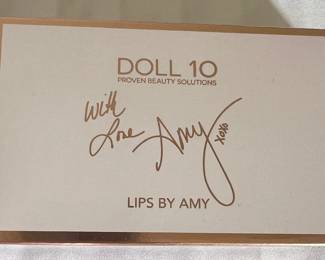 DOLL 10
PROVEN BEAUTY SOLUTIONS
With
Love Amy xoxo
LIPS BY AMY